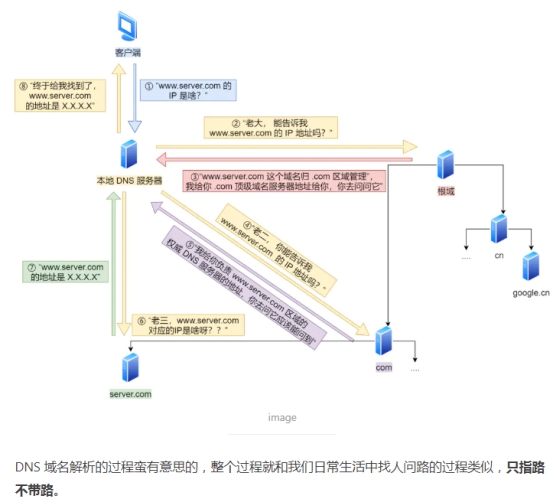 客户端
⑧ “终于给我找到了,
www.server.com
的地址是 X.X.X.X”
① “www.server.com 的
IP 是啥?”
② “老大， 能告诉我
www.server.com 的 IP 地址吗？”
本地 DNS 服务器
③“www.server.com 这个域名归 .com 区域管理”,
我给你 .com 顶级域名服务器地址给你，你去问问它”
根域
④ “老二，你能告诉我
www.server.com 的 IP
地址吗？”
⑤ “我给你负责 www.server.com 区域的
权威 DNS 服务器的地址，你去问它应该能问到”
cn
....
google.cn
⑦ “www.server.com
的地址是 X.X.X.X”
⑥ “老三，www.server.com
对应的IP是啥呀？？”
com
....
server.com
image
DNS 域名解析的过程蛮有意思的，整个过程就和我们日常生活中找人问路的过程类似，只指路
不带路。